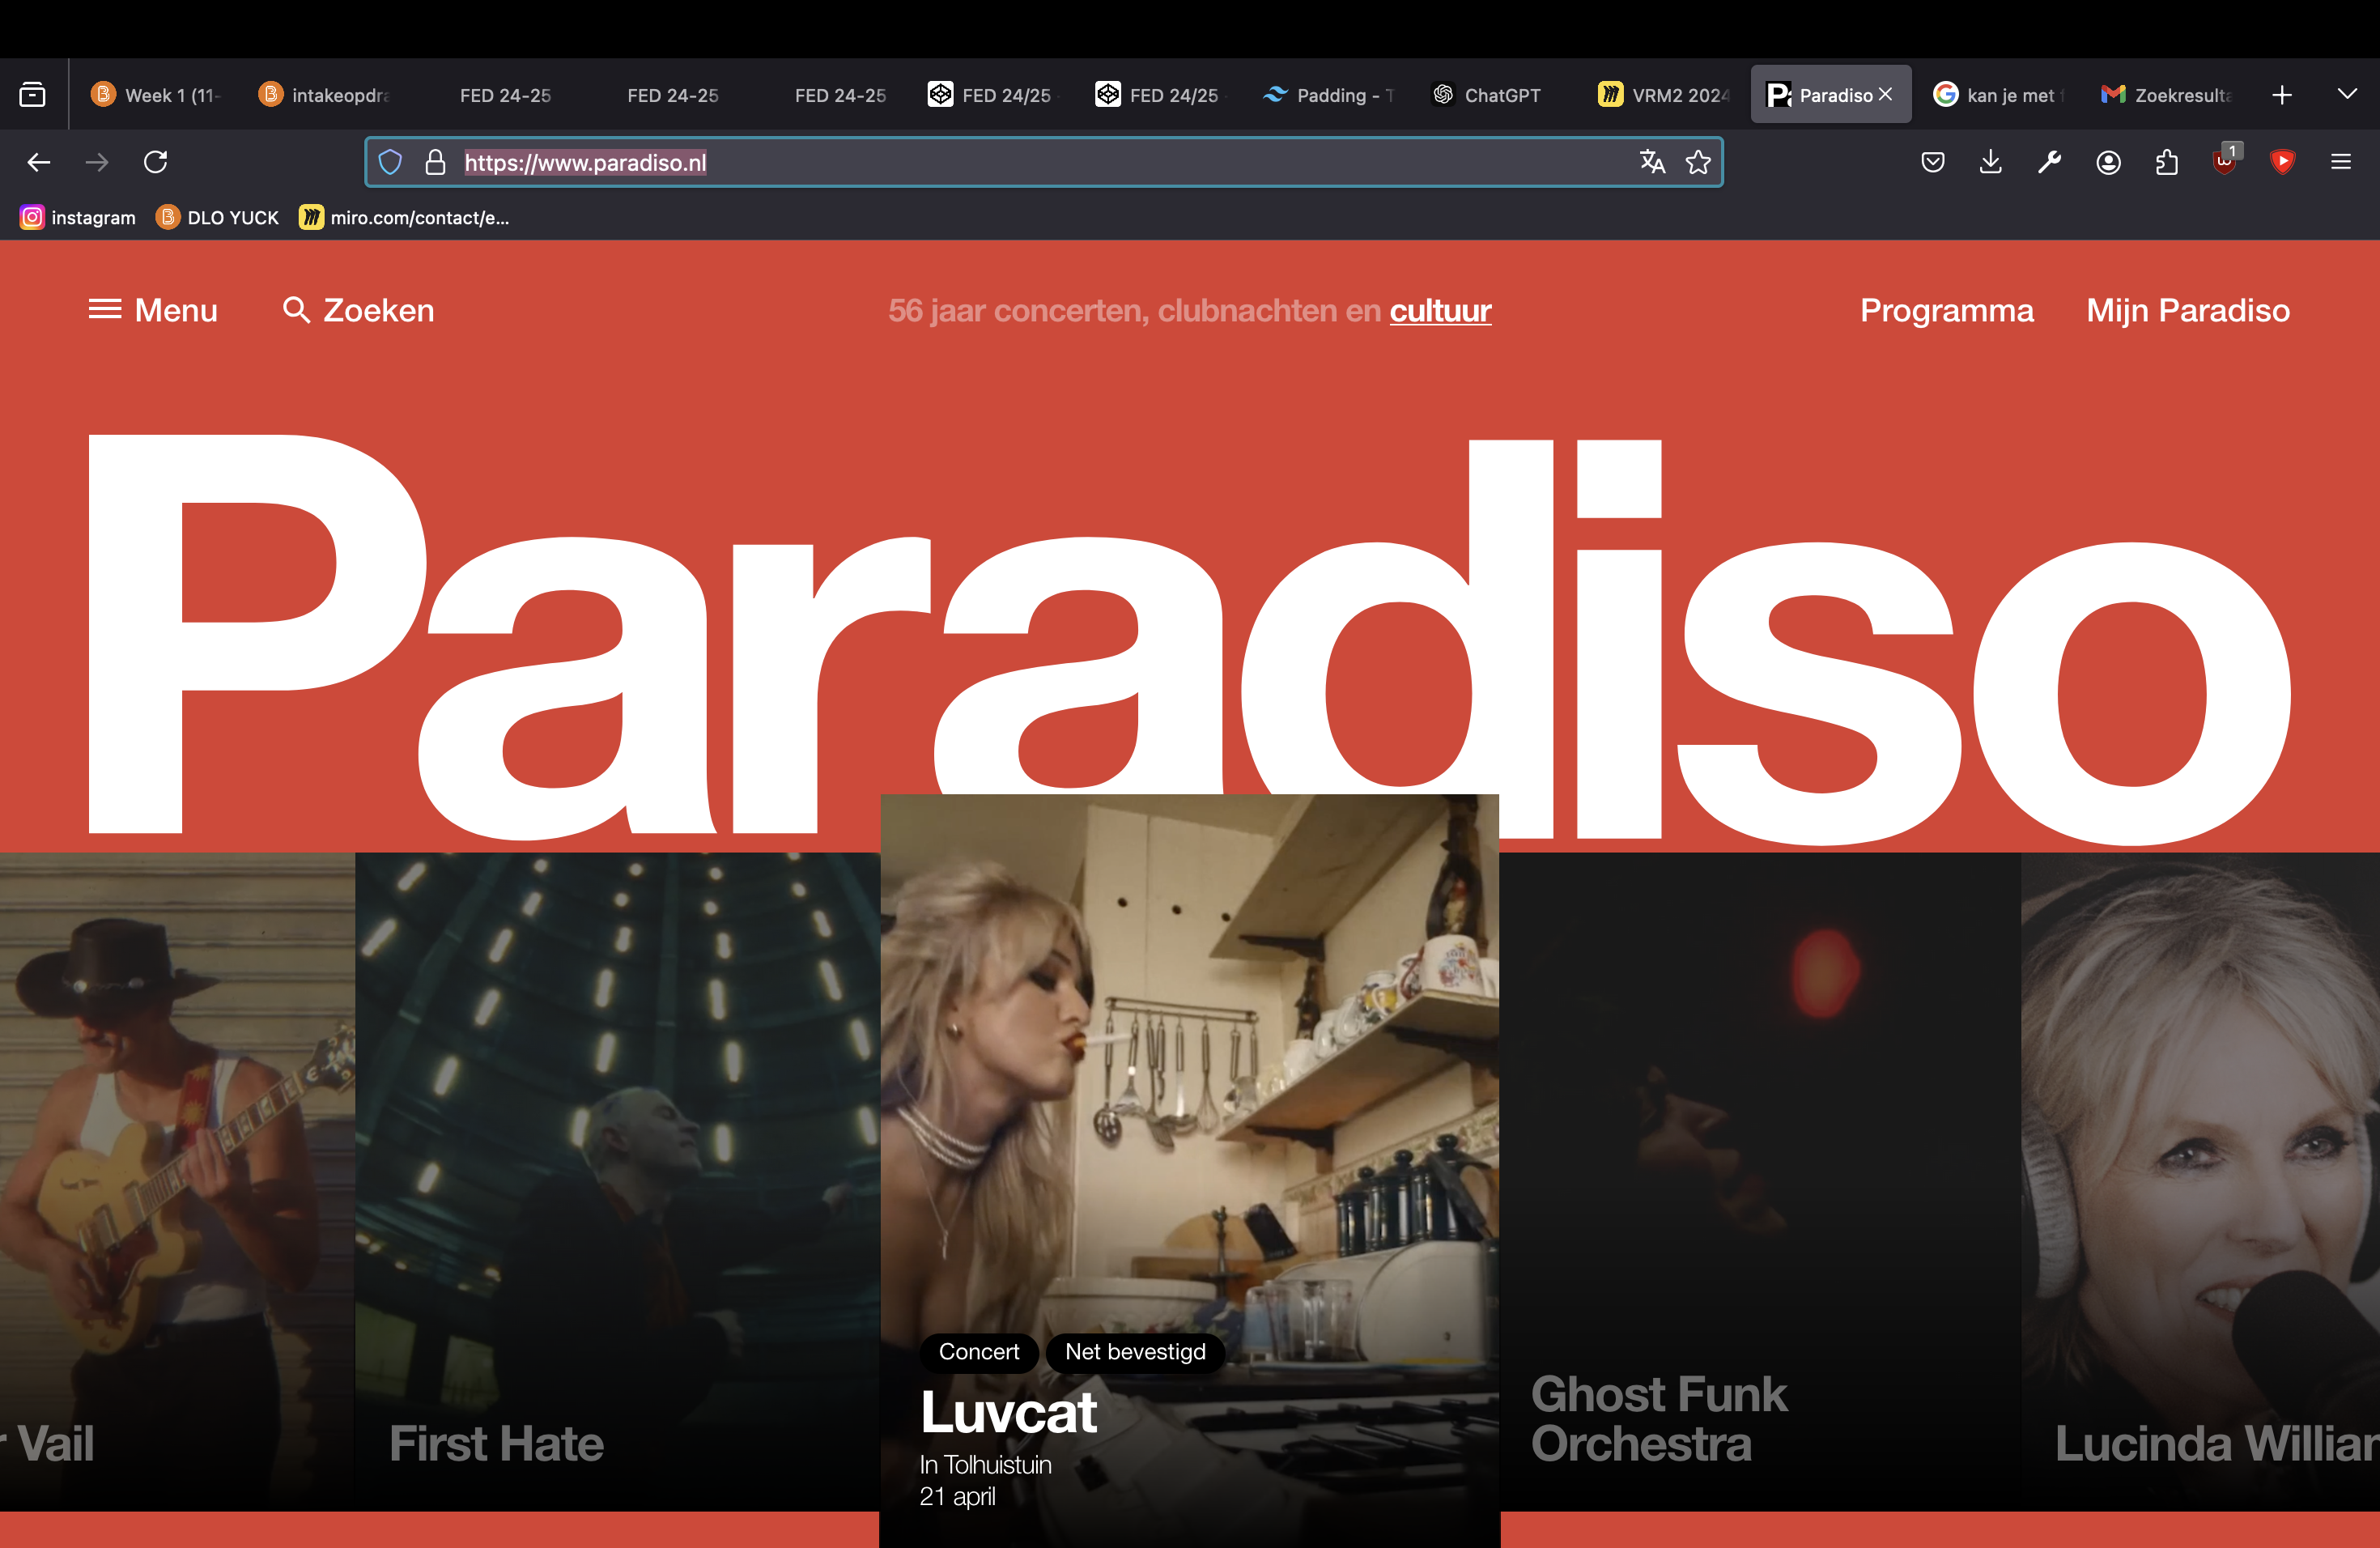 Week 1 (11-
intakeopdra
FED 24-25
FED 24-25
FED 24-25
FED 24/25
FED 24/25
Padding - T
ChatGPT
VRM2 2024
Paradiso
kan je met f
Zoekresulta
https://www.paradiso.nl
1
instagram
DLO YUCK
miro.com/contact/e...
Menu
Zoeken
56 jaar concerten, clubnachten en cultuur
Programma
Mijn Paradiso
Paradiso
r Vail
First Hate
Concert
Net bevestigd
Luvcat
In Tolhuistuin
21 april
Ghost Funk
Orchestra
Lucinda Williar